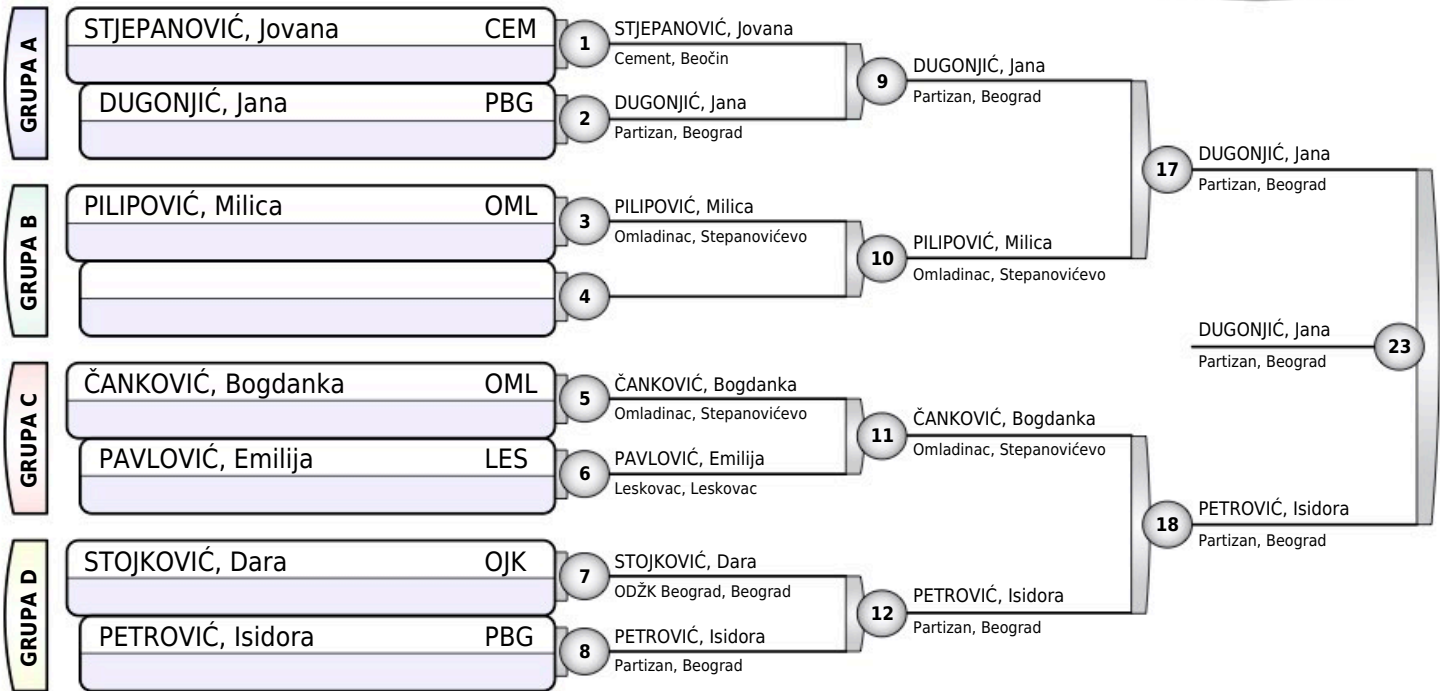 GRUPA A
STJEPANOVIĆ, Jovana CEM
DUGONJIĆ, Jana PBG
1
STJEPANOVIĆ, Jovana
Cement, Beočin
2
DUGONJIĆ, Jana
Partizan, Beograd
9
DUGONJIĆ, Jana
Partizan, Beograd
GRUPA B
PILIPOVIĆ, Milica OML
3
PILIPOVIĆ, Milica
Omladinac, Stepanovićevo
4
10
PILIPOVIĆ, Milica
Omladinac, Stepanovićevo
17
DUGONJIĆ, Jana
Partizan, Beograd
DUGONJIĆ, Jana
Partizan, Beograd
23
GRUPA C
ČANKOVIĆ, Bogdanka OML
PAVLOVIĆ, Emilija LES
5
ČANKOVIĆ, Bogdanka
Omladinac, Stepanovićevo
6
PAVLOVIĆ, Emilija
Leskovac, Leskovac
11
ČANKOVIĆ, Bogdanka
Omladinac, Stepanovićevo
GRUPA D
STOJKOVIĆ, Dara OJK
PETROVIĆ, Isidora PBG
7
STOJKOVIĆ, Dara
ODŽK Beograd, Beograd
8
PETROVIĆ, Isidora
Partizan, Beograd
12
PETROVIĆ, Isidora
Partizan, Beograd
18
PETROVIĆ, Isidora
Partizan, Beograd